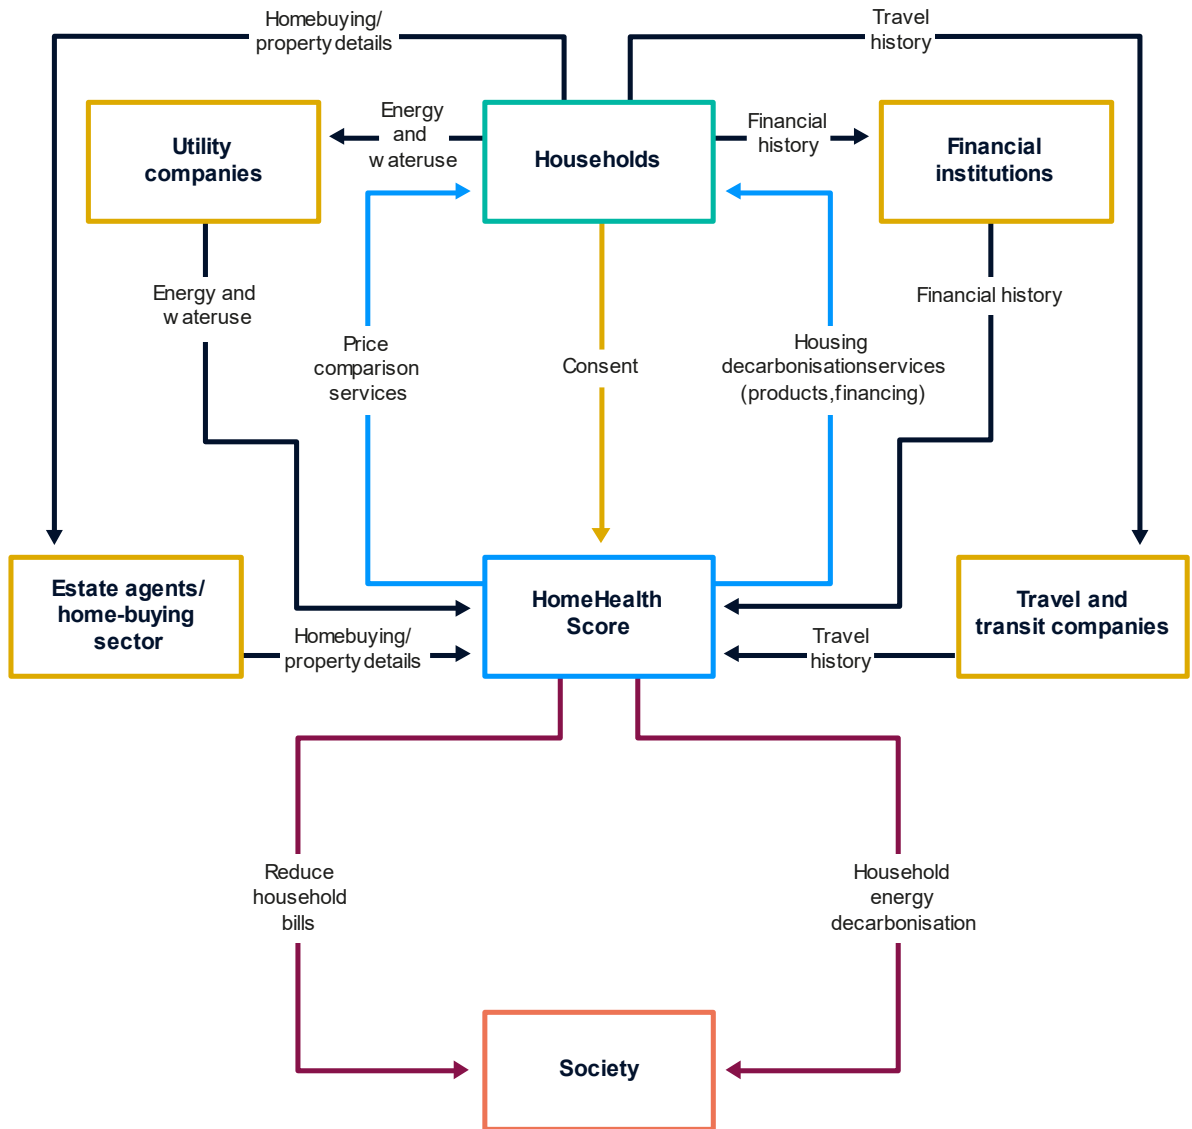 Homebuying/
property details
Travel
history
Utility
companies
Energy
and
wateruse
Households
Financial
history
Financial
institutions
Energy and
wateruse
Financial history
Price
comparison
services
Consent
Housing
decarbonisationservices
(products,financing)
Estate agents/
home-buying
sector
Homebuying/
property details
HomeHealth
Score
Travel
history
Travel and
transit companies
Reduce
household
bills
Household
energy
decarbonisation
Society